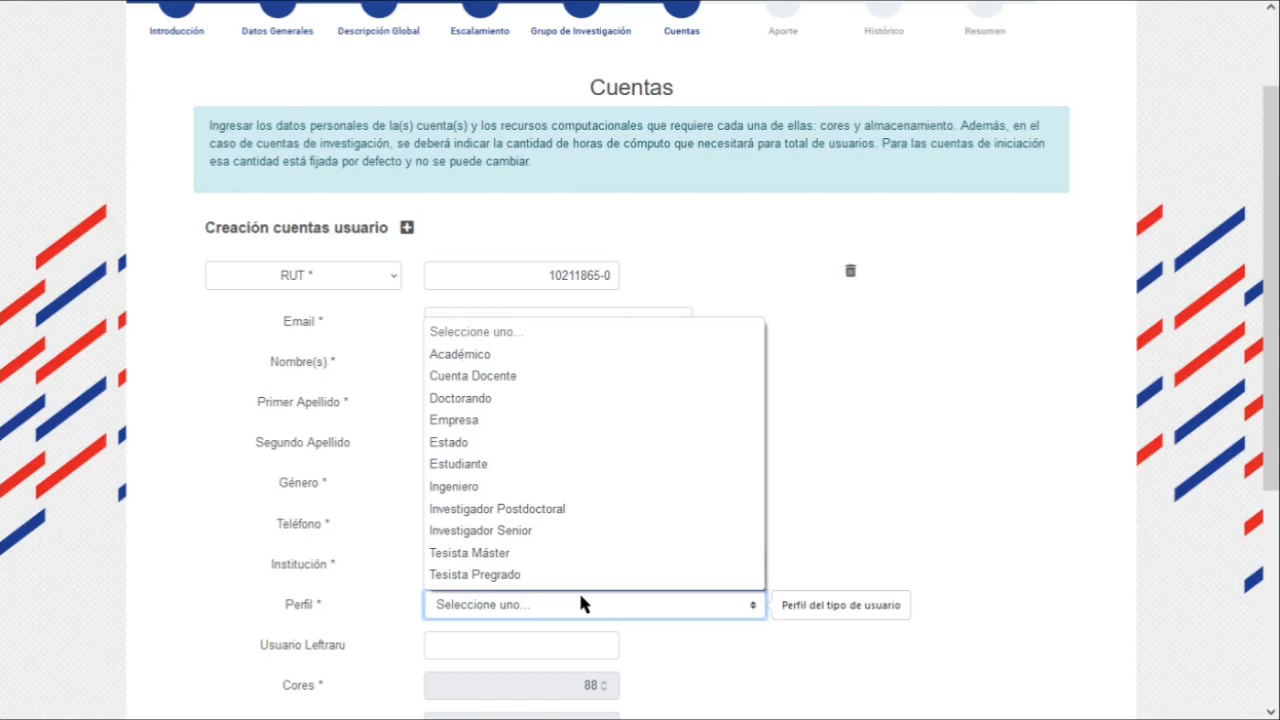 Introducción
Datos Generales
Descripción Global
Escalamiento
Grupo de Investigación
Cuentas
Aporte
Histórico
Resumen
Cuentas
Ingresar los datos personales de la(s) cuenta(s) y los recursos computacionales que requiere cada una de ellas: cores y almacenamiento. Además, en el
caso de cuentas de investigación, se deberá indicar la cantidad de horas de cómputo que necesitará para total de usuarios. Para las cuentas de iniciación
esa cantidad está fijada por defecto y no se puede cambiar.
Creación cuentas usuario
RUT *
10211865-0
Email *
Nombre(s) *
Primer Apellido *
Segundo Apellido
Género *
Teléfono *
Institución *
Seleccione uno...
Académico
Cuenta Docente
Doctorando
Empresa
Estado
Estudiante
Ingeniero
Investigador Postdoctoral
Investigador Senior
Tesista Máster
Tesista Pregrado
Perfil *
Seleccione uno...
Perfil del tipo de usuario
Usuario Leftraru
Cores *
88